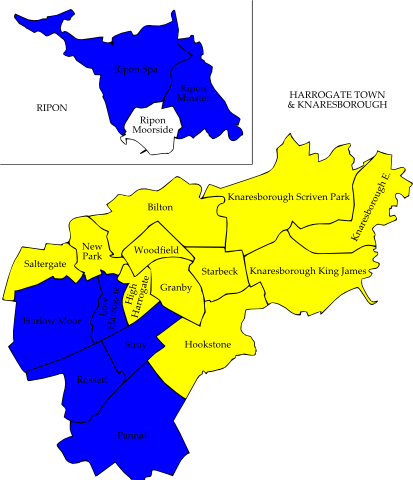 Ripon Spa
Ripon
Minster
RIPON
Ripon
Moorside
HARROGATE TOWN
& KNARESBOROUGH
Knaresborough Scriven Park
Knaresborough E.
Bilton
New
Park
Woodfield
Saltergate
Starbeck
Knaresborough King James
High
Harrogate
Granby
Low
Harrogate
Harlow Moor
Stray
Hookstone
Rossett
Pannal